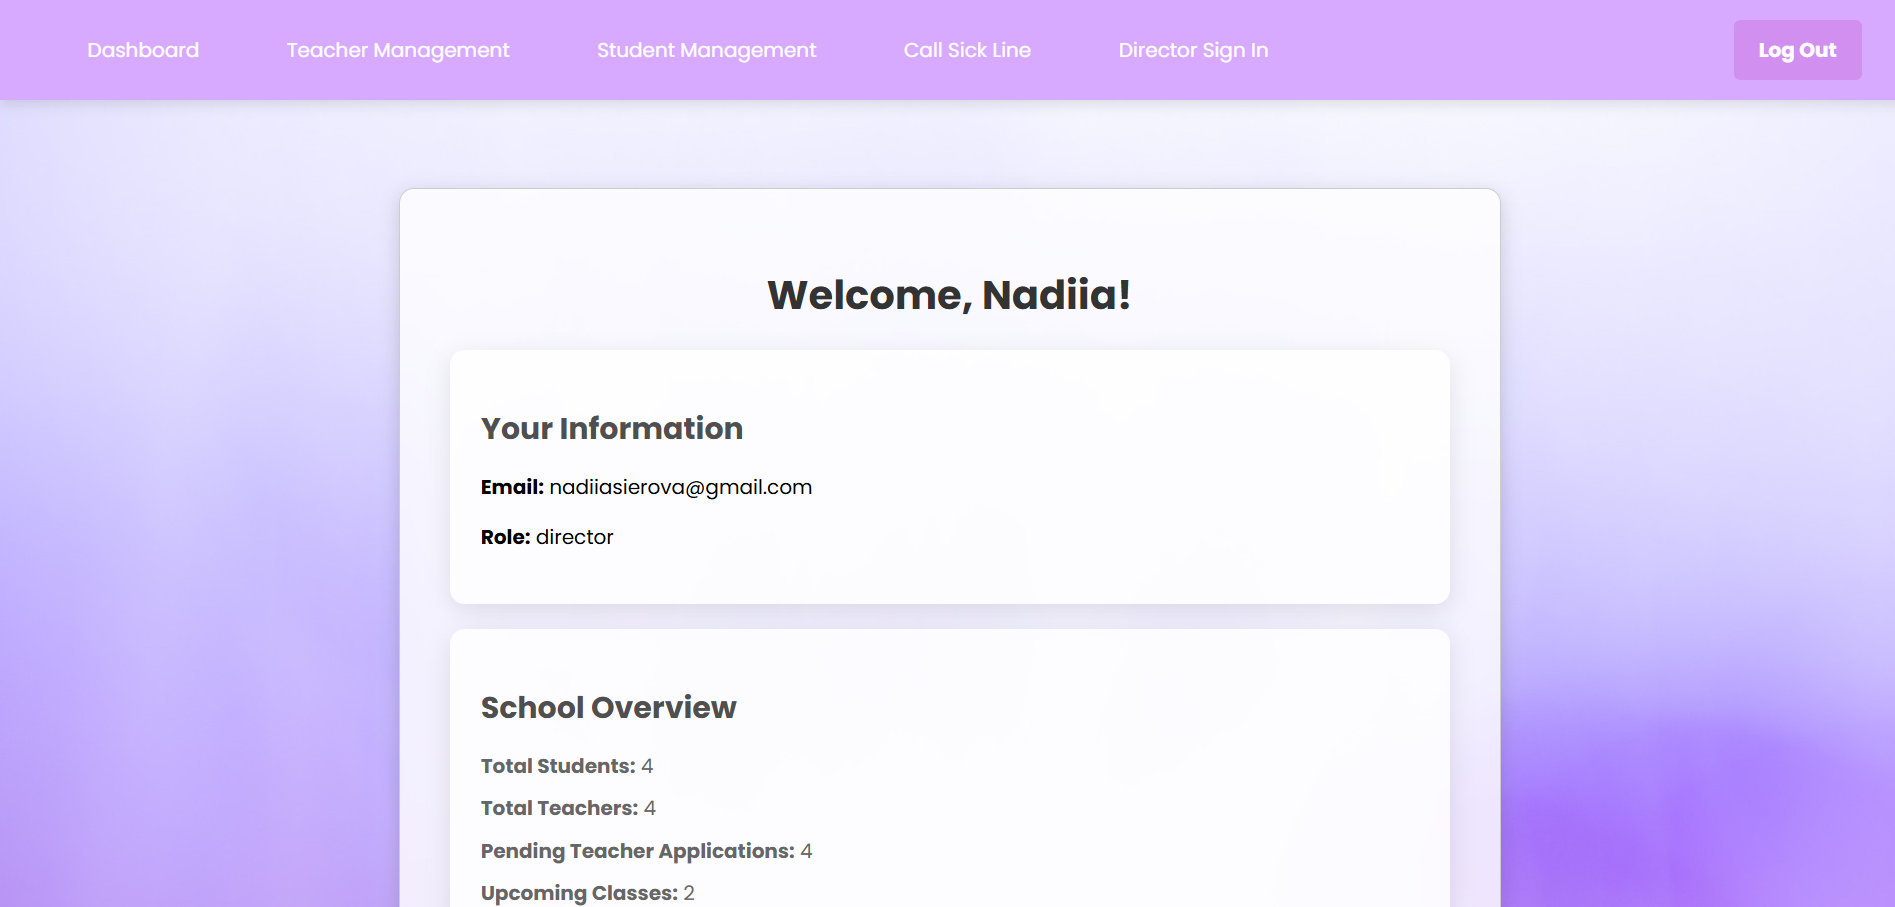 Dashboard Teacher Management Student Management Call Sick Line Director Sign In Log Out
Welcome, Nadiia!
Your Information
Email: nadiiasierova@gmail.com
Role: director
School Overview
Total Students: 4
Total Teachers: 4
Pending Teacher Applications: 4
Upcoming Classes: 2